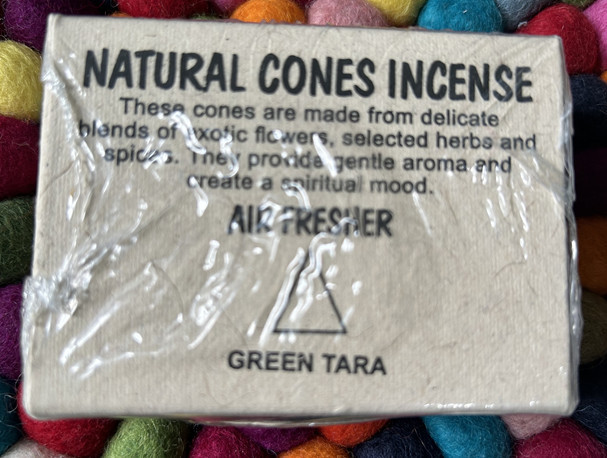 NATURAL CONES INCENSE
These cones are made from delicate
blends of exotic flowers, selected herbs and
spices. They provide gentle aroma and
create a spiritual mood.
AIR FRESHER
GREEN TARA